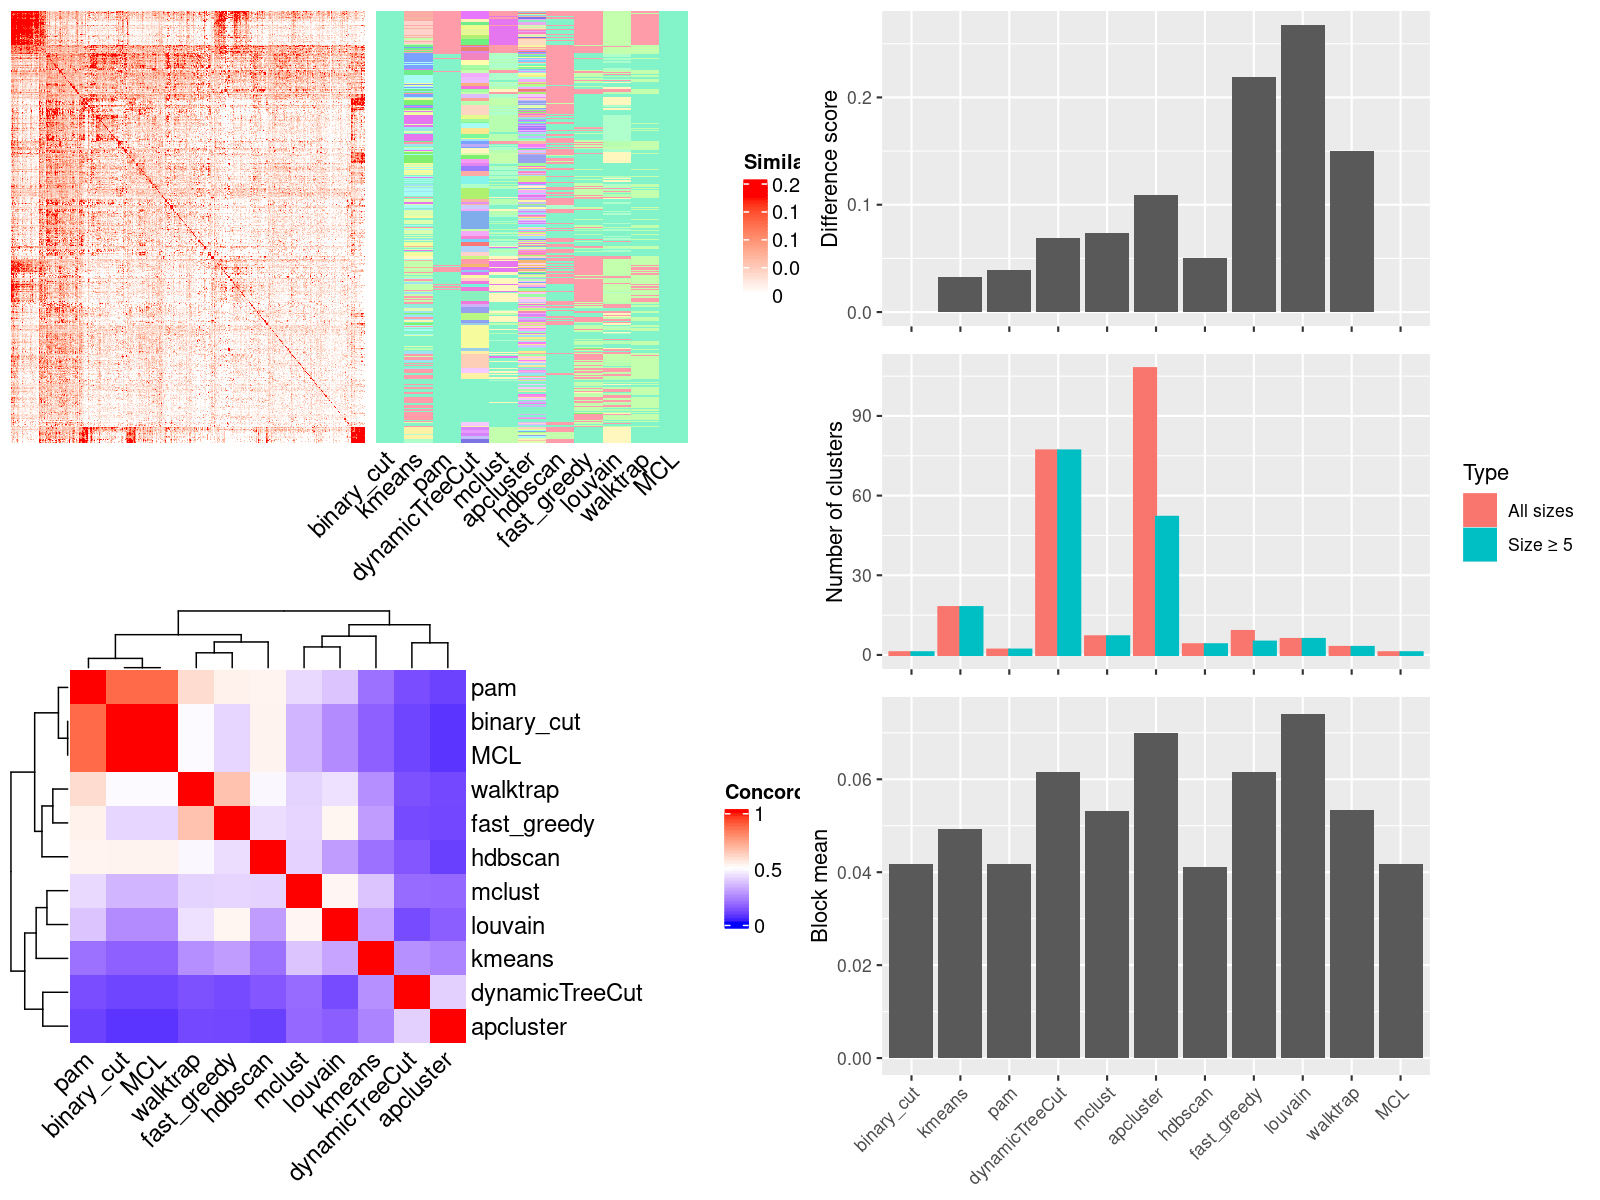 Simila
0.2
0.1
0.1
0.0
0
binary_cut
kmeans
pam
dynamicTreeCut
mclust
apcluster
hdbscan
fast_greedy
louvain
walktrap
MCL
pam
binary_cut
MCL
walktrap
fast_greedy
hdbscan
mclust
louvain
kmeans
dynamicTreeCut
apcluster
Concord
1
0.5
0
pam
binary_cut
MCL
walktrap
fast_greedy
hdbscan
mclust
louvain
kmeans
dynamicTreeCut
apcluster
Difference score
0.2
0.1
0.0
Number of clusters
90
60
30
0
Type
All sizes
Size ≥ 5
Block mean
0.06
0.04
0.02
0.00
binary_cut
kmeans
pam
dynamicTreeCut
mclust
apcluster
hdbscan
fast_greedy
louvain
walktrap
MCL